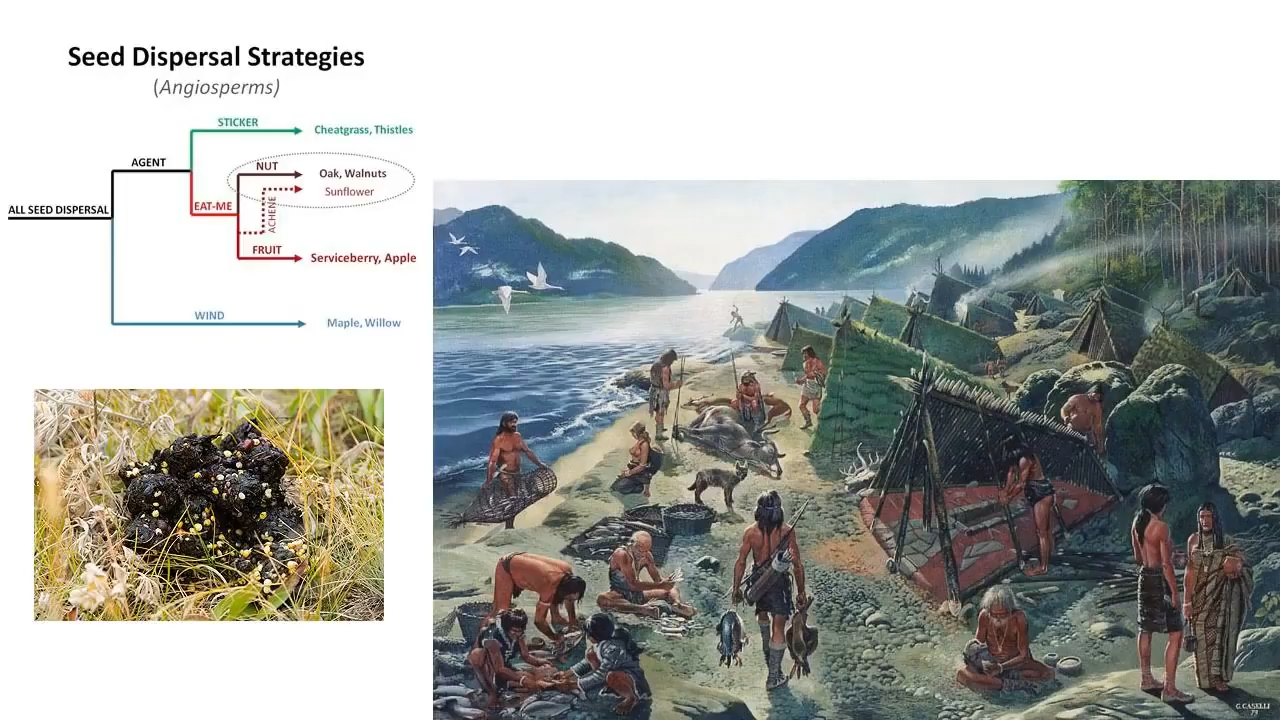 Seed Dispersal Strategies
(Angiosperms)
STICKER
Cheatgrass, Thistles
AGENT
NUT
Oak, Walnuts
Sunflower
ACHENE
EAT-ME
ALL SEED DISPERSAL
FRUIT
Serviceberry, Apple
WIND
Maple, Willow
G. CASELLI
79